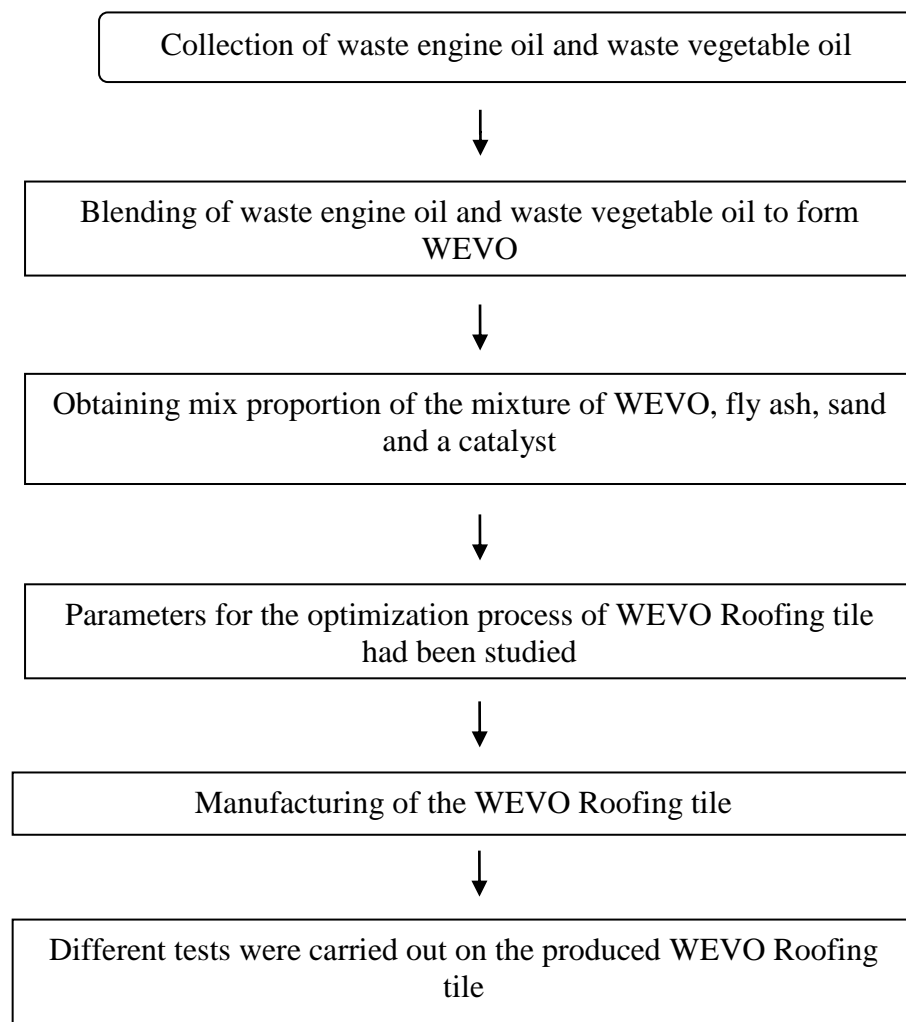 Collection of waste engine oil and waste vegetable oil
Blending of waste engine oil and waste vegetable oil to form
WEVO
Obtaining mix proportion of the mixture of WEVO, fly ash, sand
and a catalyst
Parameters for the optimization process of WEVO Roofing tile
had been studied
Manufacturing of the WEVO Roofing tile
Different tests were carried out on the produced WEVO Roofing
tile